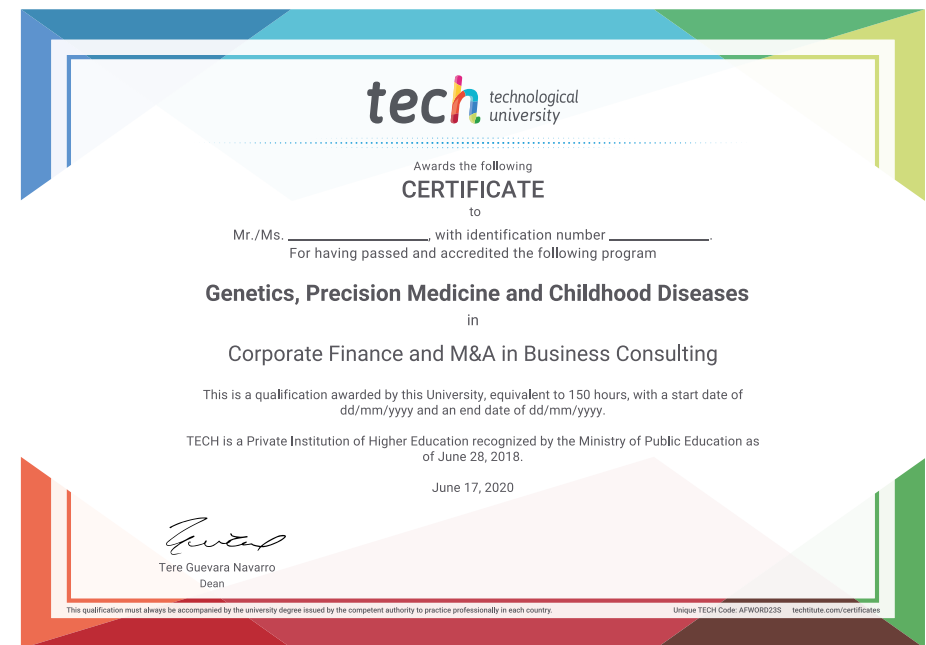 tech technological
university
Awards the following
CERTIFICATE
to
Mr./Ms. ____________________, with identification number ______________.
For having passed and accredited the following program
Genetics, Precision Medicine and Childhood Diseases
in
Corporate Finance and M&A in Business Consulting
This is a qualification awarded by this University, equivalent to 150 hours, with a start date of
dd/mm/yyyy and an end date of dd/mm/yyyy.
TECH is a Private Institution of Higher Education recognized by the Ministry of Public Education as
of June 28, 2018.
June 17, 2020
Tere Guevara Navarro
Dean
This qualification must always be accompanied by the university degree issued by the competent authority to practice professionally in each country. Unique TECH Code: AFWORD23S techtitute.com/certificates